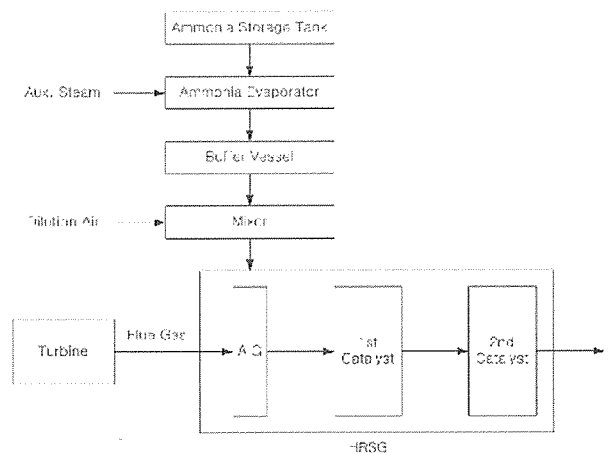 Ammonia Storage Tank
Aux. Steam
Ammonia Evaporator
Buffer Vessel
Dilution Air
Mixer
Flue Gas
Turbine
AIG
1st
Catalyst
2nd
Catalyst
HRSG